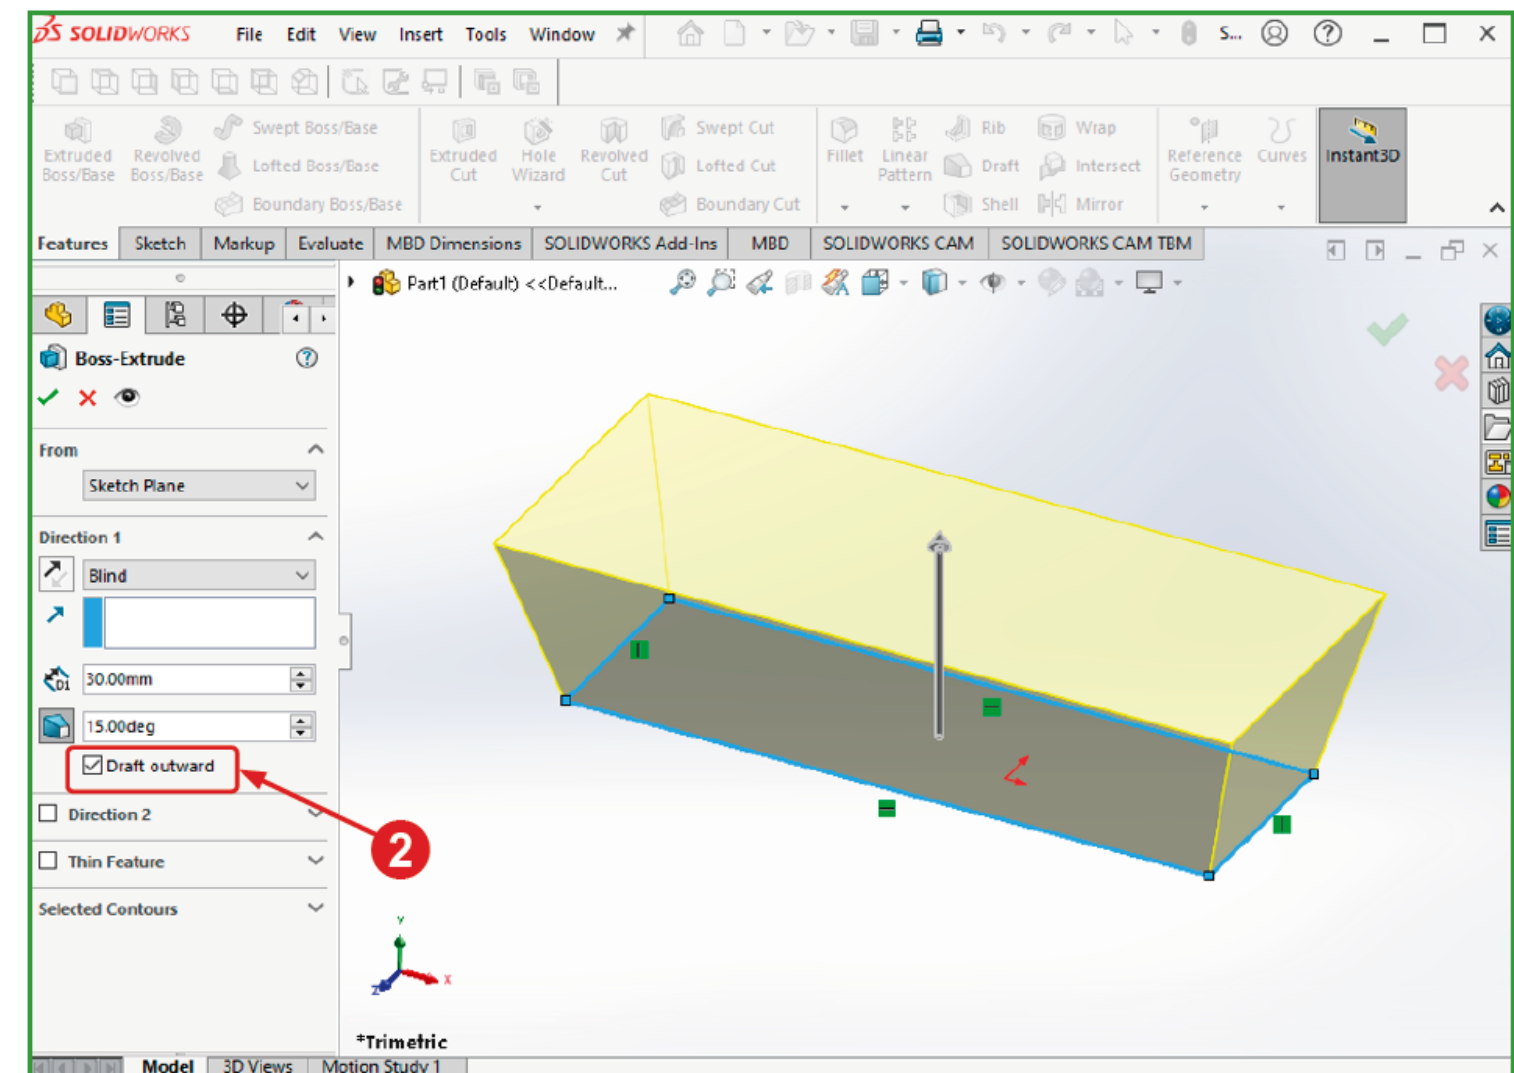 SOLIDWORKS File Edit View Insert Tools Window S... ?
Extruded Boss/Base
Revolved Boss/Base
Swept Boss/Base
Lofted Boss/Base
Boundary Boss/Base
Extruded Cut
Hole Wizard
Revolved Cut
Swept Cut
Lofted Cut
Boundary Cut
Fillet
Linear Pattern
Rib
Draft
Shell
Wrap
Intersect
Mirror
Reference Geometry
Curves
Instant3D
Features Sketch Markup Evaluate MBD Dimensions SOLIDWORKS Add-Ins MBD SOLIDWORKS CAM SOLIDWORKS CAM TBM
Part1 (Default) <<Default...
Boss-Extrude ?
From
Sketch Plane
Direction 1
Blind
D1 30.00mm
15.00deg
Draft outward
Direction 2
2
Thin Feature
Selected Contours
Y
X
Z
*Trimetric
Model 3D Views Motion Study 1